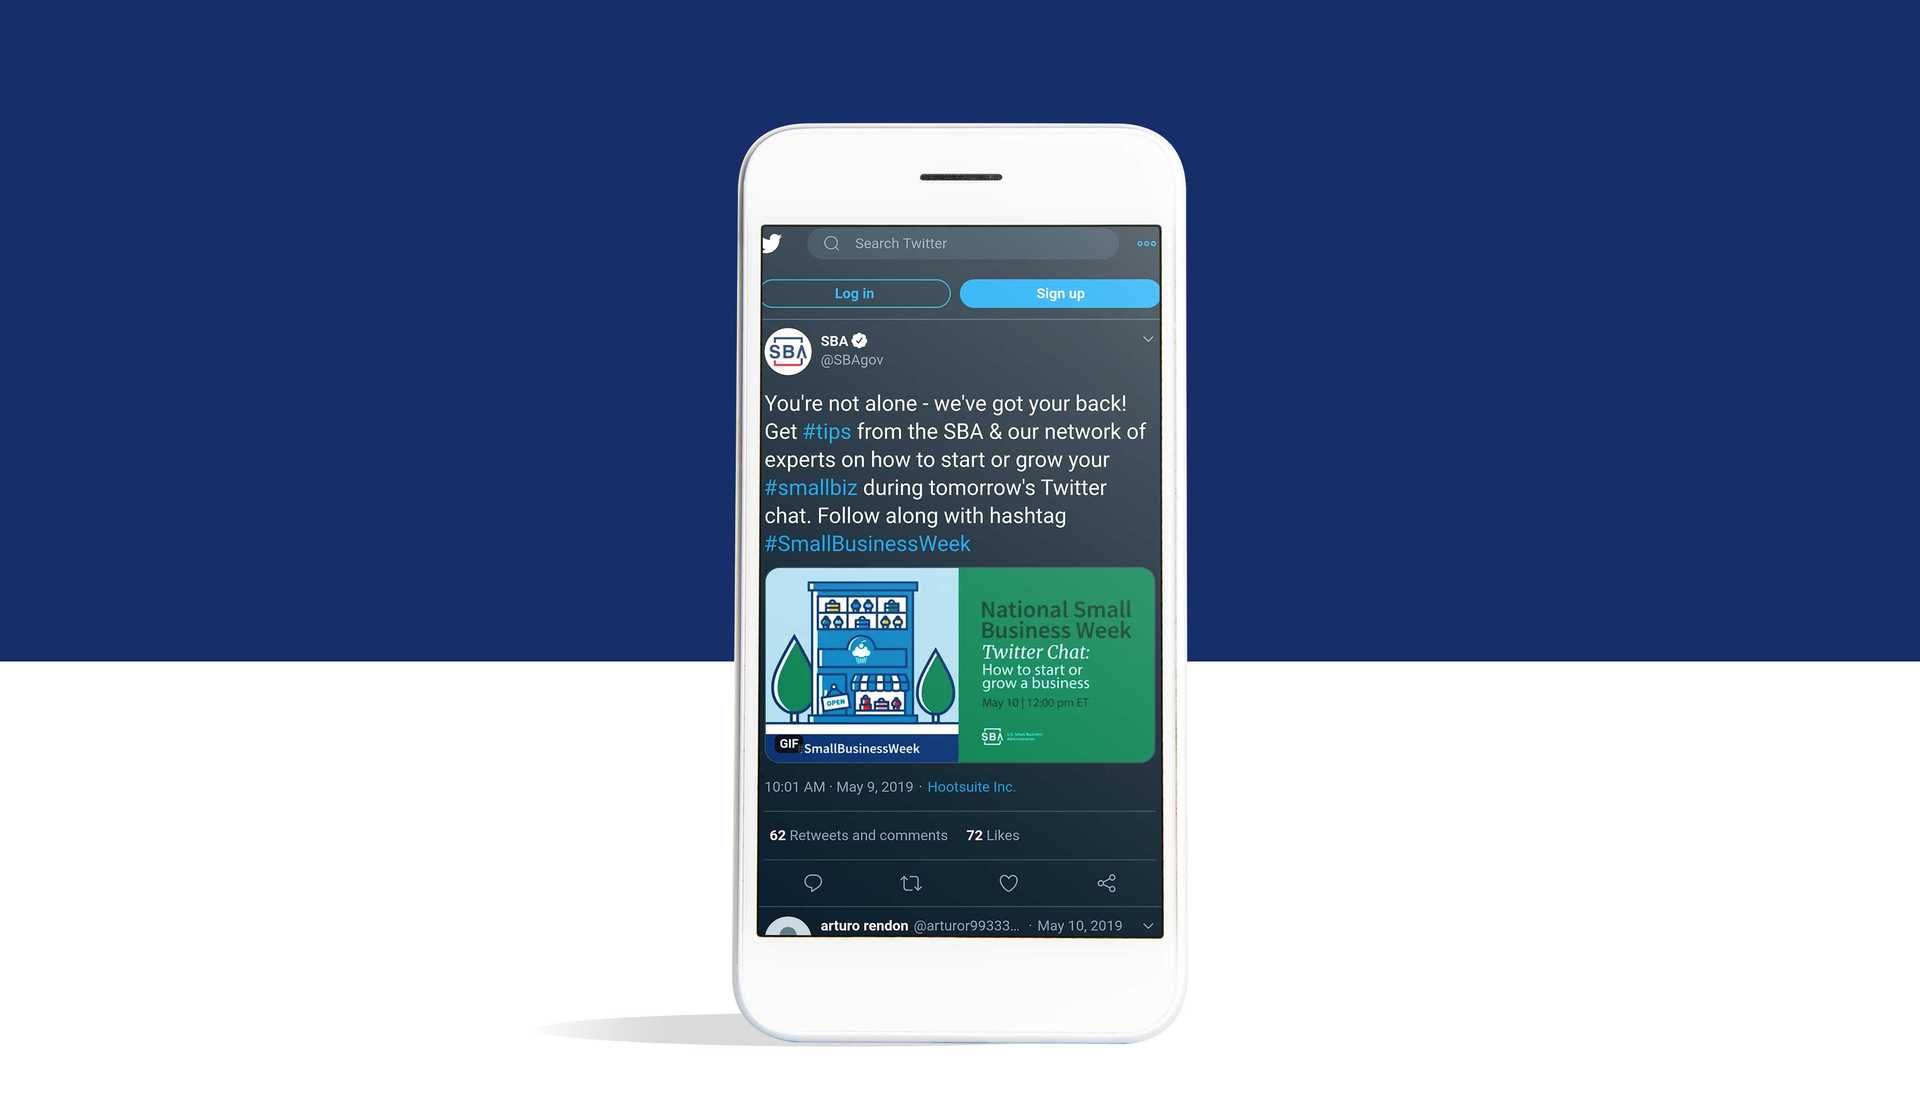 Search Twitter
Log in
Sign up
SBA
SBA
@SBAgov
You're not alone - we've got your back!
Get #tips from the SBA & our network of
experts on how to start or grow your
#smallbiz during tomorrow's Twitter
chat. Follow along with hashtag
#SmallBusinessWeek
OPEN
GIF
#SmallBusinessWeek
National Small
Business Week
Twitter Chat:
How to start or
grow a business
May 10 | 12:00 pm ET
SBA
U.S. Small Business
Administration
10:01 AM · May 9, 2019 · Hootsuite Inc.
62 Retweets and comments 72 Likes
arturo rendon @arturor99333... · May 10, 2019